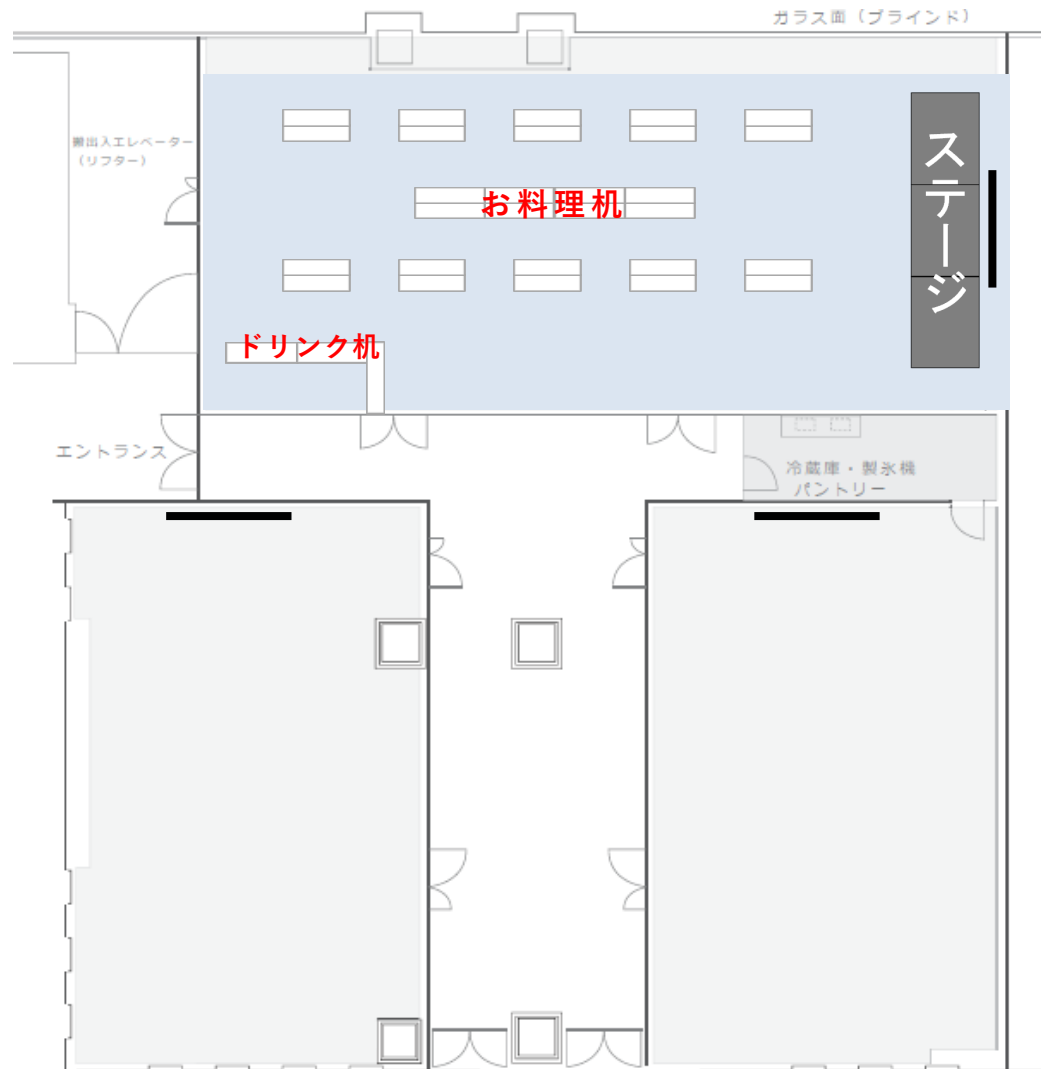 ガラス面（ブラインド）
搬出入エレベーター
（リフター）
ステージ
お料理机
ドリンク机
エントランス
冷蔵庫・製氷機
パントリー